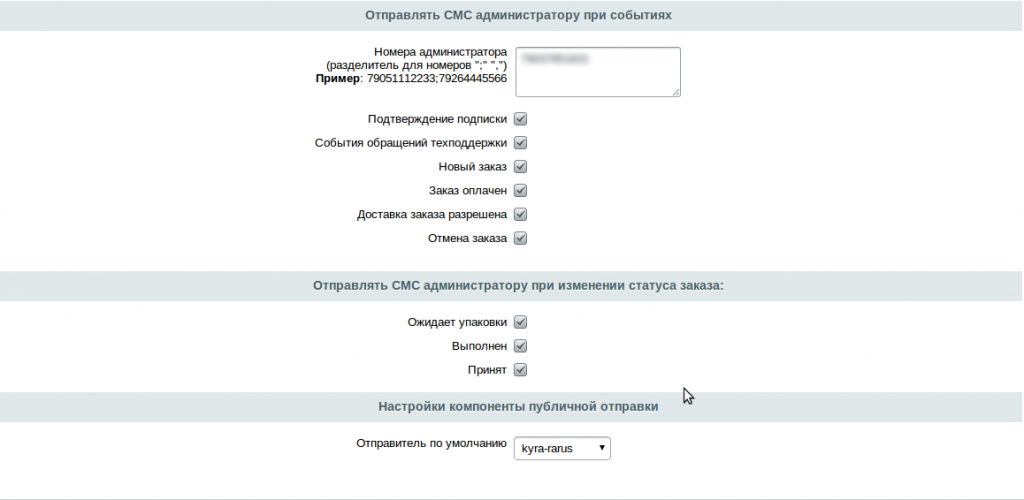 Отправлять СМС администратору при событиях
Номера администратора
(разделитель для номеров ";" ",")
Пример: 79051112233;79264445566
Подтверждение подписки
События обращений техподдержки
Новый заказ
Заказ оплачен
Доставка заказа разрешена
Отмена заказа
Отправлять СМС администратору при изменении статуса заказа:
Ожидает упаковки
Выполнен
Принят
Настройки компоненты публичной отправки
Отправитель по умолчанию
kyra-rarus